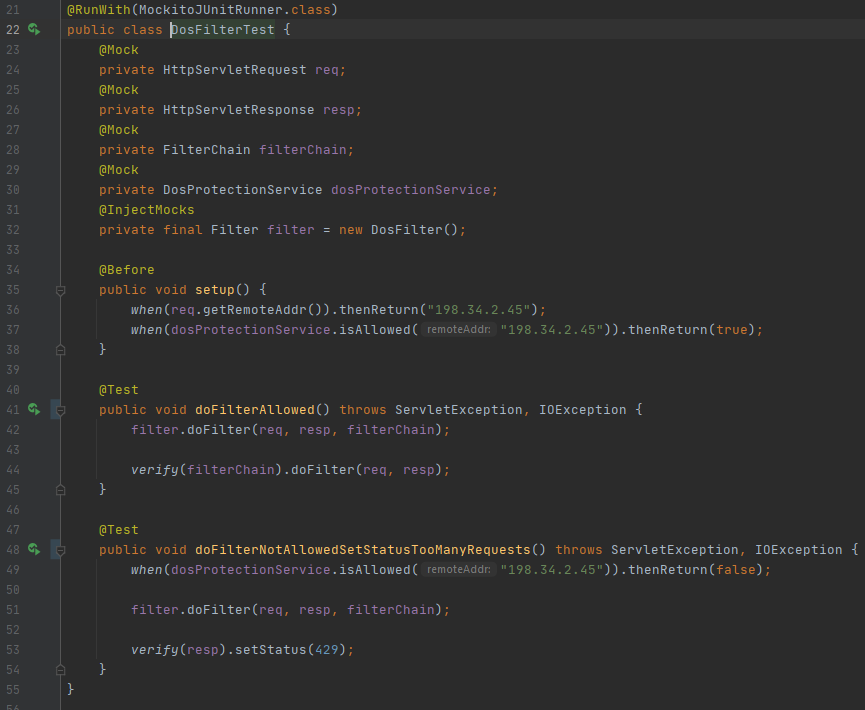 21 @RunWith(MockitoJUnitRunner.class)
22 public class DosFilterTest {
23     @Mock
24     private HttpServletRequest req;
25     @Mock
26     private HttpServletResponse resp;
27     @Mock
28     private FilterChain filterChain;
29     @Mock
30     private DosProtectionService dosProtectionService;
31     @InjectMocks
32     private final Filter filter = new DosFilter();
33
34     @Before
35     public void setup() {
36         when(req.getRemoteAddr()).thenReturn("198.34.2.45");
37         when(dosProtectionService.isAllowed( remoteAddr: "198.34.2.45")).thenReturn(true);
38     }
39
40     @Test
41     public void doFilterAllowed() throws ServletException, IOException {
42         filter.doFilter(req, resp, filterChain);
43
44         verify(filterChain).doFilter(req, resp);
45     }
46
47     @Test
48     public void doFilterNotAllowedSetStatusTooManyRequests() throws ServletException, IOException {
49         when(dosProtectionService.isAllowed( remoteAddr: "198.34.2.45")).thenReturn(false);
50
51         filter.doFilter(req, resp, filterChain);
52
53         verify(resp).setStatus(429);
54     }
55 }
56